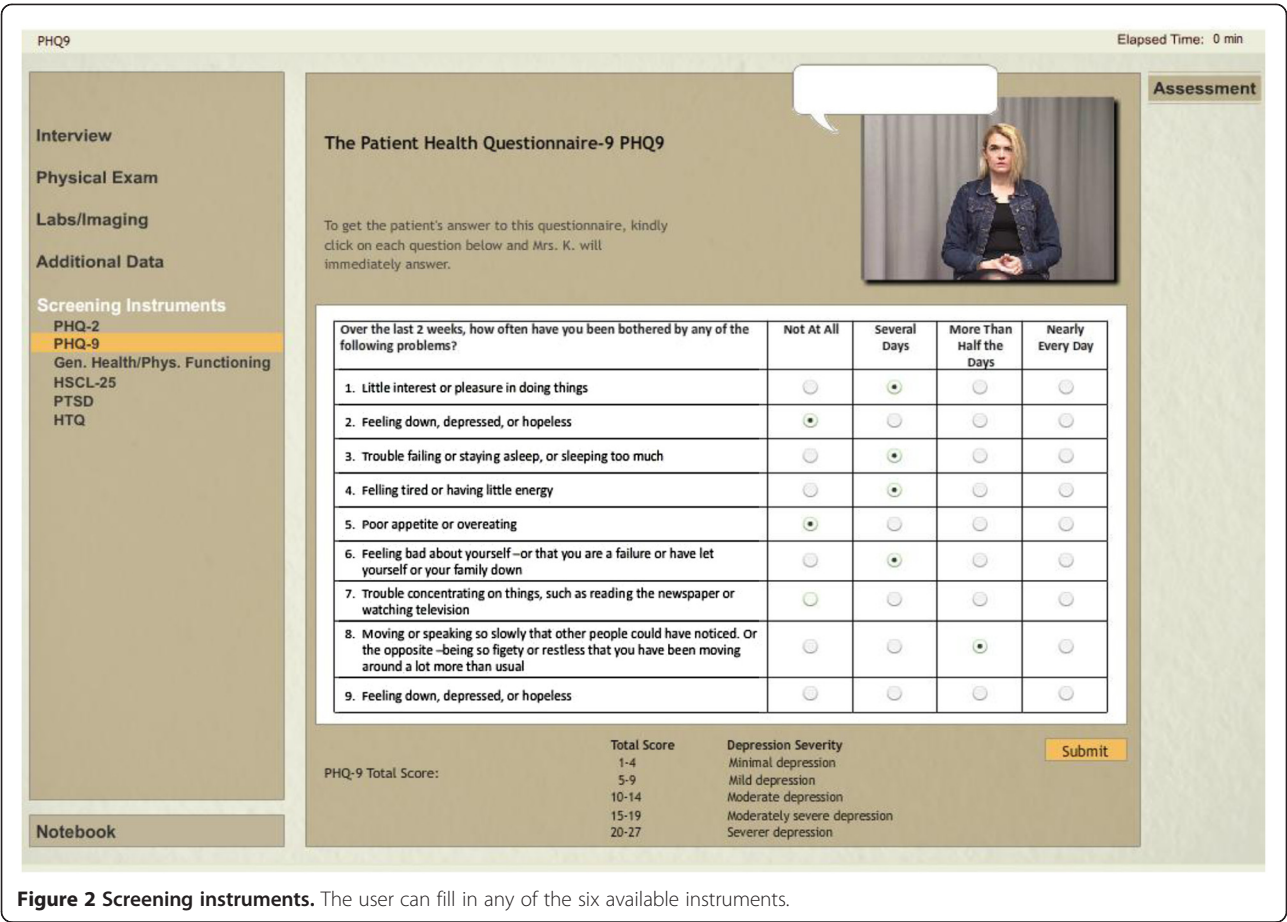 PHQ9
Elapsed Time: 0 min
Interview
Physical Exam
Labs/Imaging
Additional Data
Screening Instruments
PHQ-2
PHQ-9
Gen. Health/Phys. Functioning
HSCL-25
PTSD
HTQ
Notebook
The Patient Health Questionnaire-9 PHQ9
To get the patient's answer to this questionnaire, kindly
click on each question below and Mrs. K. will
immediately answer.
Assessment
Over the last 2 weeks, how often have you been bothered by any of the
following problems?
Not At All
Several
Days
More Than
Half the
Days
Nearly
Every Day
1. Little interest or pleasure in doing things
2. Feeling down, depressed, or hopeless
3. Trouble failing or staying asleep, or sleeping too much
4. Felling tired or having little energy
5. Poor appetite or overeating
6. Feeling bad about yourself –or that you are a failure or have let
yourself or your family down
7. Trouble concentrating on things, such as reading the newspaper or
watching television
8. Moving or speaking so slowly that other people could have noticed. Or
the opposite –being so figety or restless that you have been moving
around a lot more than usual
9. Feeling down, depressed, or hopeless
PHQ-9 Total Score:
Total Score Depression Severity
1-4 Minimal depression
5-9 Mild depression
10-14 Moderate depression
15-19 Moderately severe depression
20-27 Severer depression
Submit
Figure 2 Screening instruments. The user can fill in any of the six available instruments.